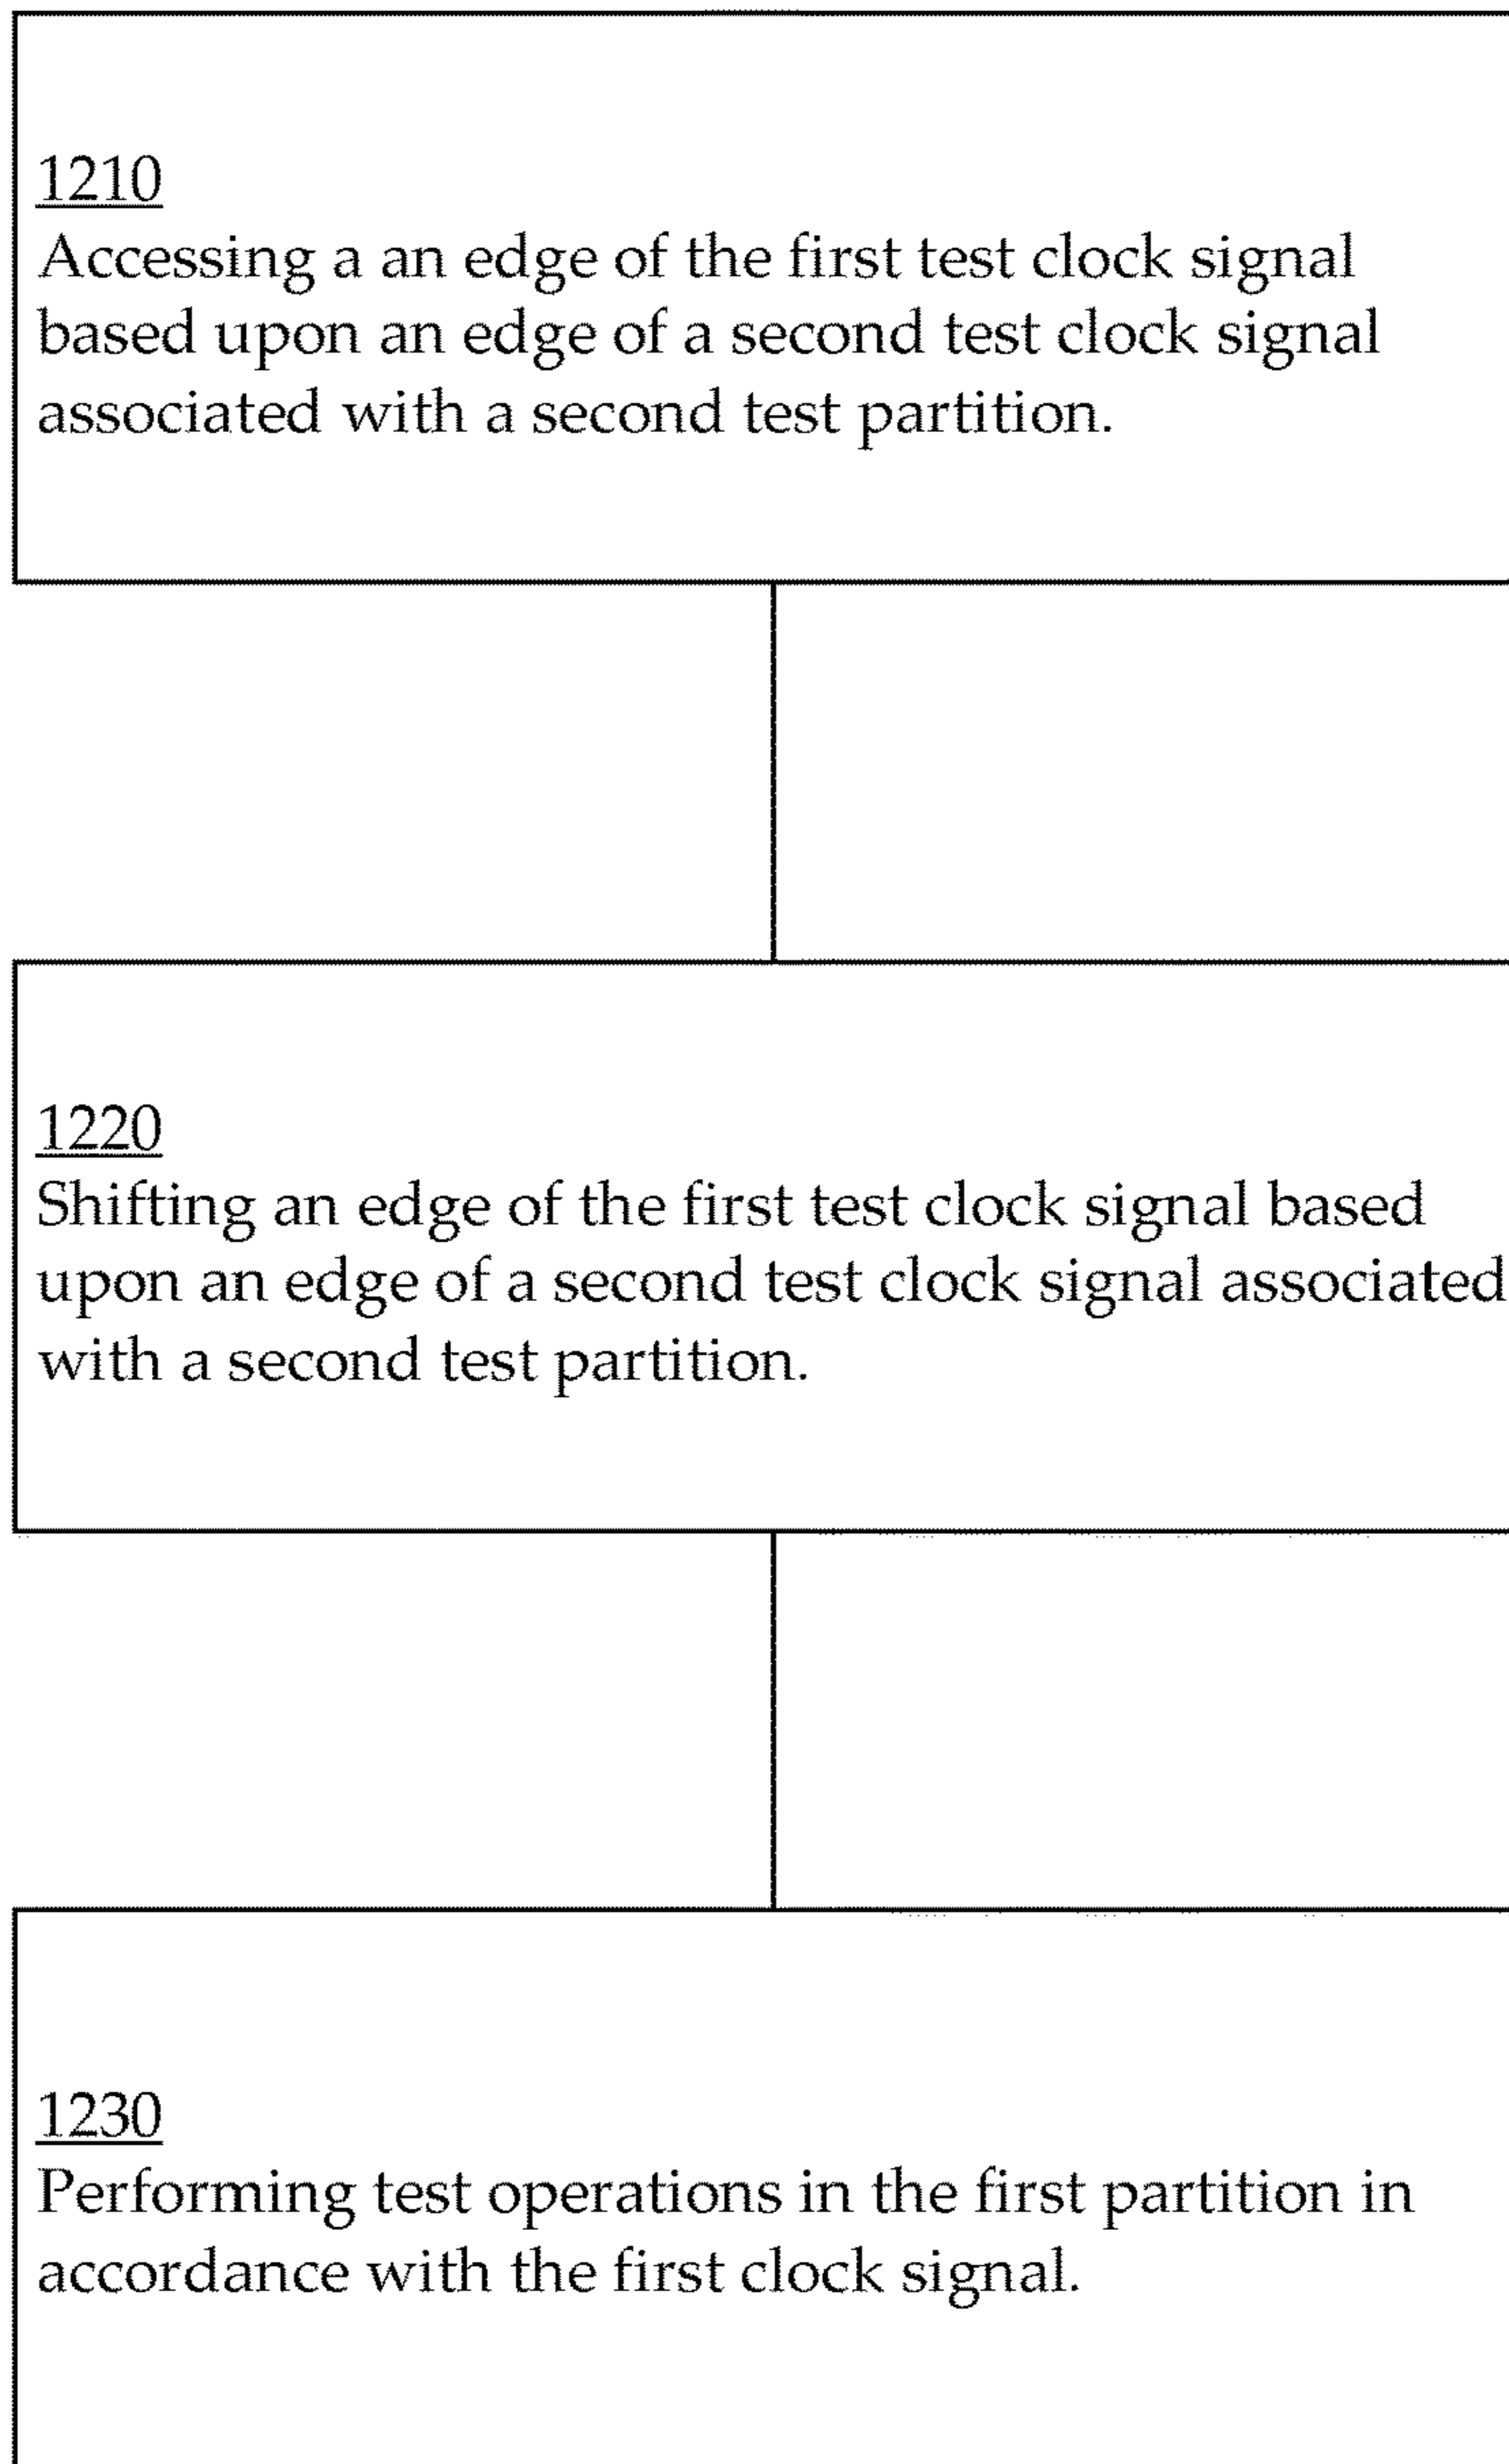 1210
Accessing a an edge of the first test clock signal
based upon an edge of a second test clock signal
associated with a second test partition.
1220
Shifting an edge of the first test clock signal based
upon an edge of a second test clock signal associated
with a second test partition.
1230
Performing test operations in the first partition in
accordance with the first clock signal.